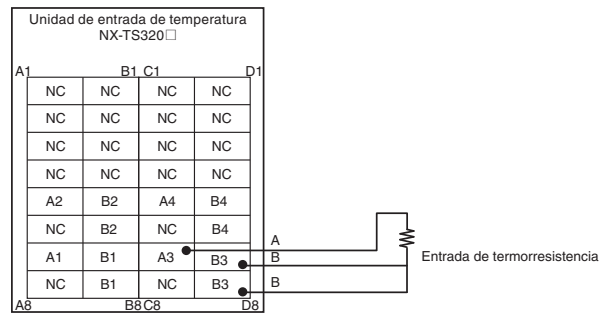 Unidad de entrada de temperatura
NX-TS320□
A1 B1 C1 D1
NC NC NC NC
NC NC NC NC
NC NC NC NC
NC NC NC NC
A2 B2 A4 B4
NC B2 NC B4
A
A1 B1 A3 B3
B
Entrada de termorresistencia
NC B1 NC B3
B
A8 B8 C8 D8